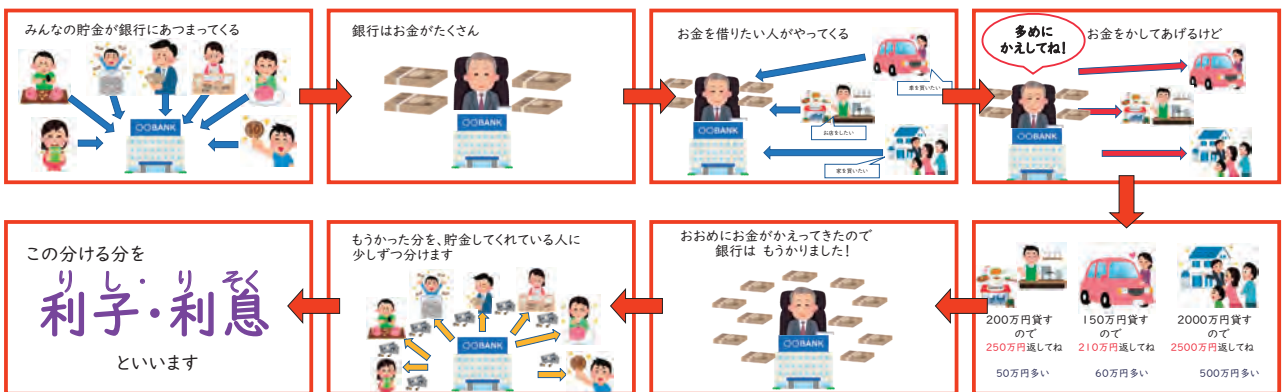 みんなの貯金が銀行にあつまってくる
○○BANK
銀行はお金がたくさん
○○BANK
お金を借りたい人がやってくる
車を買いたい
○○BANK
お店をしたい
家を買いたい
多めに
かえしてね!
お金をかしてあげるけど
○○BANK
200万円貸す
ので
250万円返してね
50万円多い
150万円貸す
ので
210万円返してね
60万円多い
2000万円貸す
ので
2500万円返してね
500万円多い
おおめにお金がかえってきたので
銀行は もうかりました!
○○BANK
もうかった分を、貯金してくれている人に
少しずつ分けます
○○BANK
この分ける分を
り し ・ り そく
利子・利息
といいます